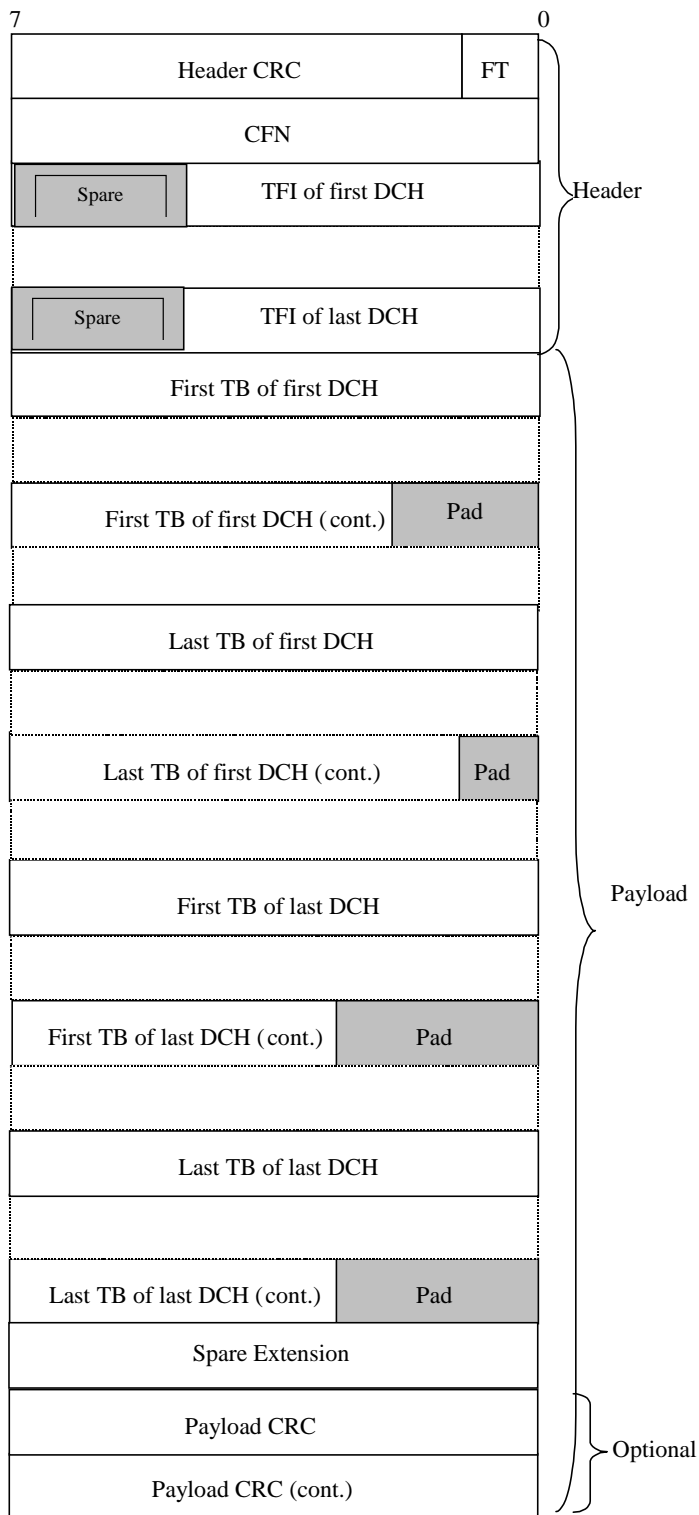 7 0
Header CRC FT
CFN
Spare TFI of first DCH
Header
Spare TFI of last DCH
First TB of first DCH
First TB of first DCH (cont.) Pad
Last TB of first DCH
Last TB of first DCH (cont.) Pad
First TB of last DCH
Payload
First TB of last DCH (cont.) Pad
Last TB of last DCH
Last TB of last DCH (cont.) Pad
Spare Extension
Payload CRC
Optional
Payload CRC (cont.)